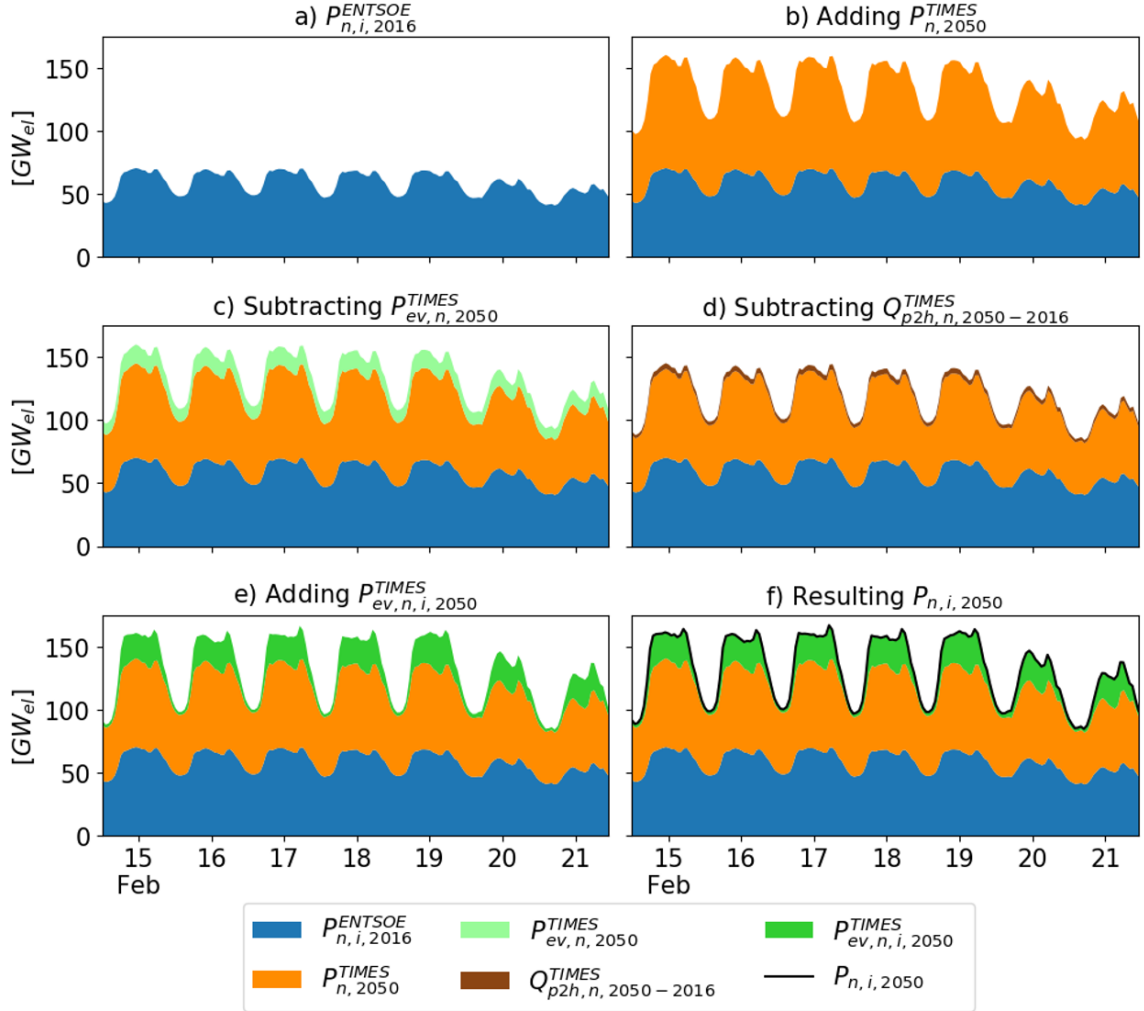 a) P^{ENTSOE}_{n, i, 2016}
b) Adding P^{TIMES}_{n, 2050}
[GW_{el}]
150
100
50
0
c) Subtracting P^{TIMES}_{ev, n, 2050}
d) Subtracting Q^{TIMES}_{p2h, n, 2050 − 2016}
[GW_{el}]
150
100
50
0
e) Adding P^{TIMES}_{ev, n, i, 2050}
f) Resulting P_{n, i, 2050}
[GW_{el}]
150
100
50
0
15 16 17 18 19 20 21
Feb
15 16 17 18 19 20 21
Feb
P^{ENTSOE}_{n, i, 2016}
P^{TIMES}_{ev, n, 2050}
P^{TIMES}_{ev, n, i, 2050}
P^{TIMES}_{n, 2050}
Q^{TIMES}_{p2h, n, 2050 − 2016}
P_{n, i, 2050}